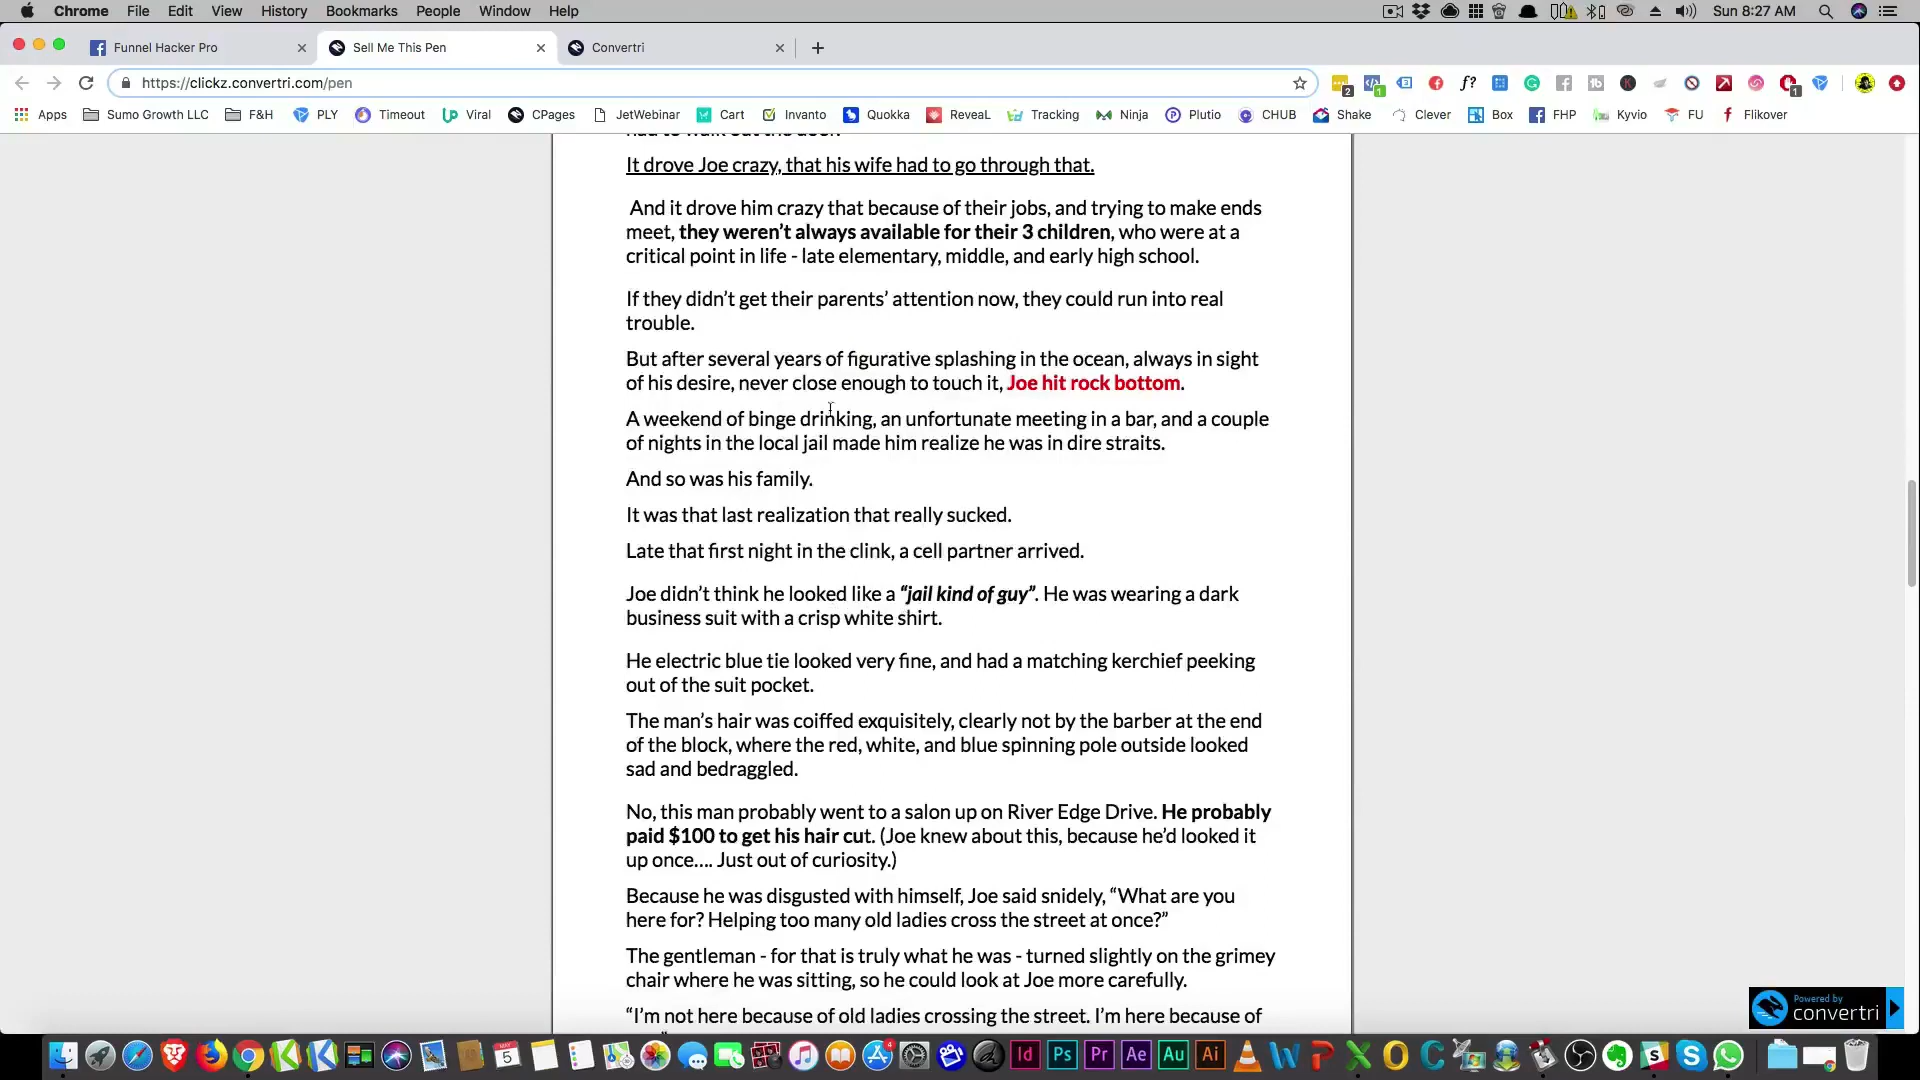 Chrome File Edit View History Bookmarks People Window Help
Sun 8:27 AM
Funnel Hacker Pro
Sell Me This Pen
Convertri
https://clickz.convertri.com/pen
Apps Sumo Growth LLC F&H PLY Timeout Viral CPages JetWebinar Cart Invanto Quokka ReveaL Tracking Ninja Plutio CHUB Shake Clever Box FHP Kyvio FU Flikover
It drove Joe crazy, that his wife had to go through that.
And it drove him crazy that because of their jobs, and trying to make ends
meet, they weren't always available for their 3 children, who were at a
critical point in life - late elementary, middle, and early high school.
If they didn't get their parents' attention now, they could run into real
trouble.
But after several years of figurative splashing in the ocean, always in sight
of his desire, never close enough to touch it, Joe hit rock bottom.
A weekend of binge drinking, an unfortunate meeting in a bar, and a couple
of nights in the local jail made him realize he was in dire straits.
And so was his family.
It was that last realization that really sucked.
Late that first night in the clink, a cell partner arrived.
Joe didn't think he looked like a “jail kind of guy”. He was wearing a dark
business suit with a crisp white shirt.
He electric blue tie looked very fine, and had a matching kerchief peeking
out of the suit pocket.
The man's hair was coiffed exquisitely, clearly not by the barber at the end
of the block, where the red, white, and blue spinning pole outside looked
sad and bedraggled.
No, this man probably went to a salon up on River Edge Drive. He probably
paid $100 to get his hair cut. (Joe knew about this, because he'd looked it
up once.... Just out of curiosity.)
Because he was disgusted with himself, Joe said snidely, “What are you
here for? Helping too many old ladies cross the street at once?”
The gentleman - for that is truly what he was - turned slightly on the grimey
chair where he was sitting, so he could look at Joe more carefully.
“I'm not here because of old ladies crossing the street. I'm here because of
Powered by
convertri